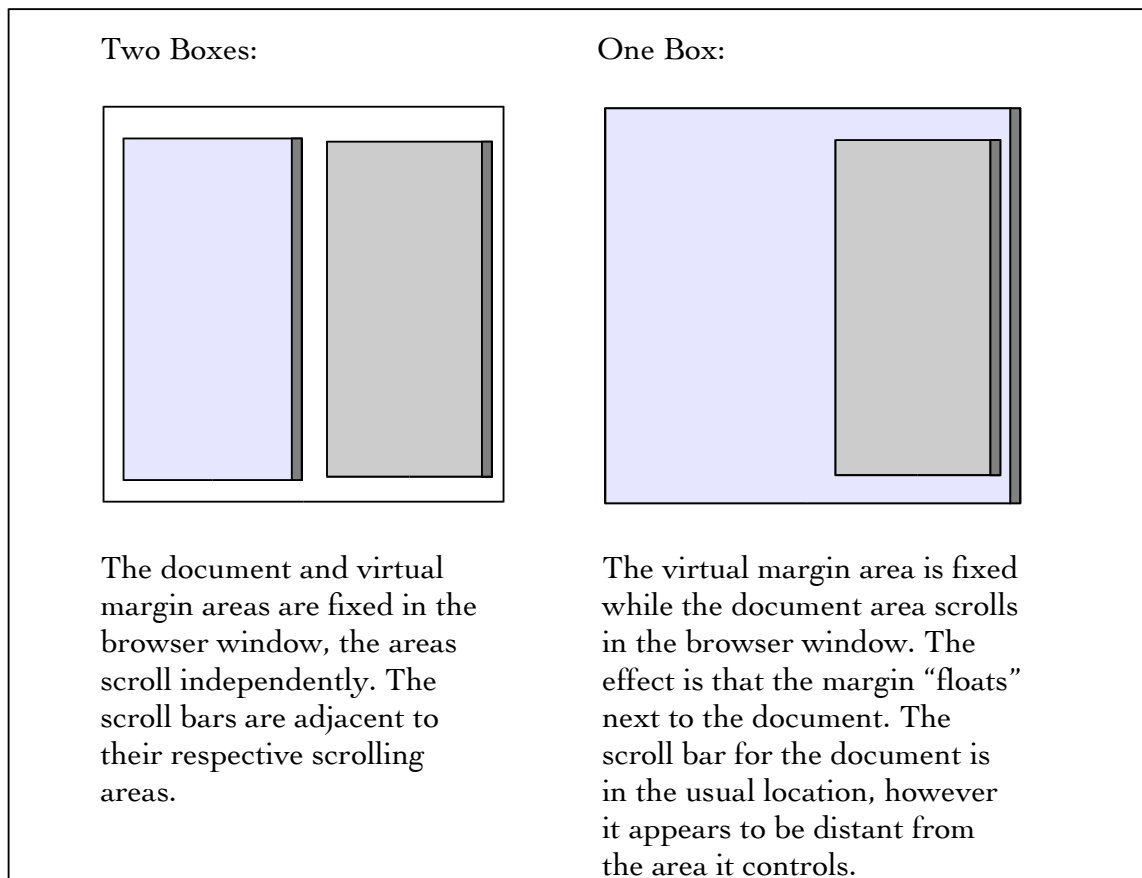 Two Boxes:
The document and virtual
margin areas are fixed in the
browser window, the areas
scroll independently. The
scroll bars are adjacent to
their respective scrolling
areas.
One Box:
The virtual margin area is fixed
while the document area scrolls
in the browser window. The
effect is that the margin “floats”
next to the document. The
scroll bar for the document is
in the usual location, however
it appears to be distant from
the area it controls.